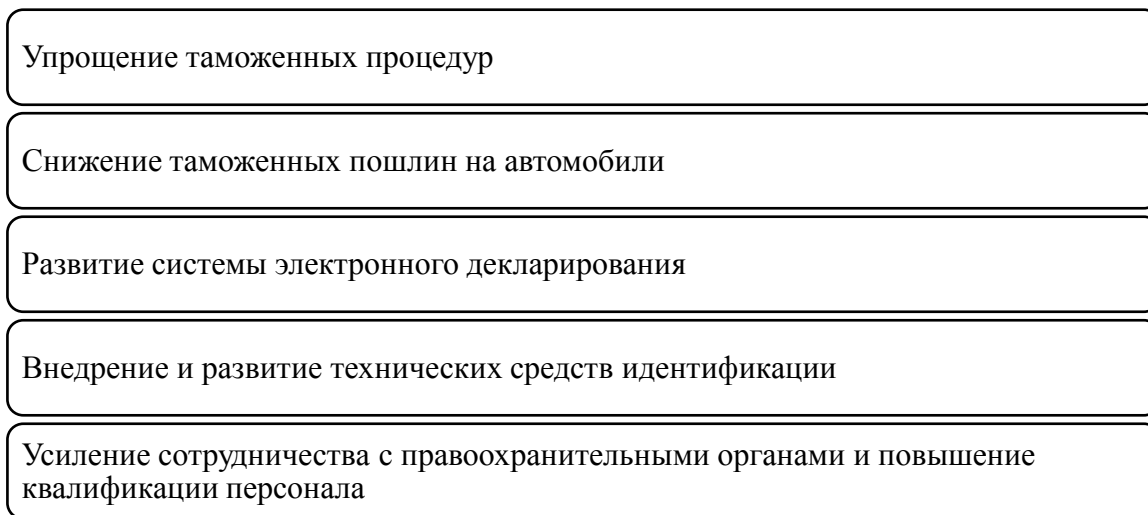 Упрощение таможенных процедур
Снижение таможенных пошлин на автомобили
Развитие системы электронного декларирования
Внедрение и развитие технических средств идентификации
Усиление сотрудничества с правоохранительными органами и повышение
квалификации персонала